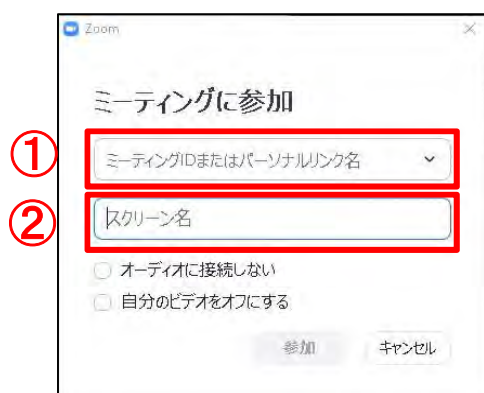 Zoom
ミーティングに参加
①
ミーティングIDまたはパーソナルリンク名
②
スクリーン名
オーディオに接続しない
自分のビデオをオフにする
参加 キャンセル